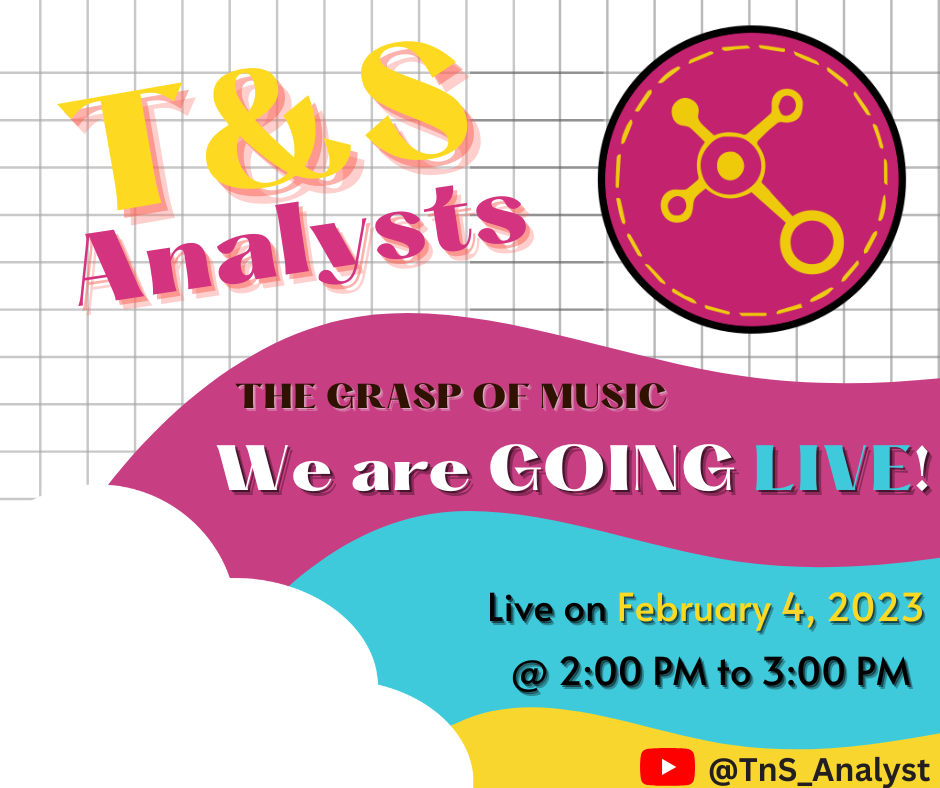 T&S
Analysts
THE GRASP OF MUSIC
We are GOING LIVE!
Live on February 4, 2023
@ 2:00 PM to 3:00 PM
@TnS_Analyst